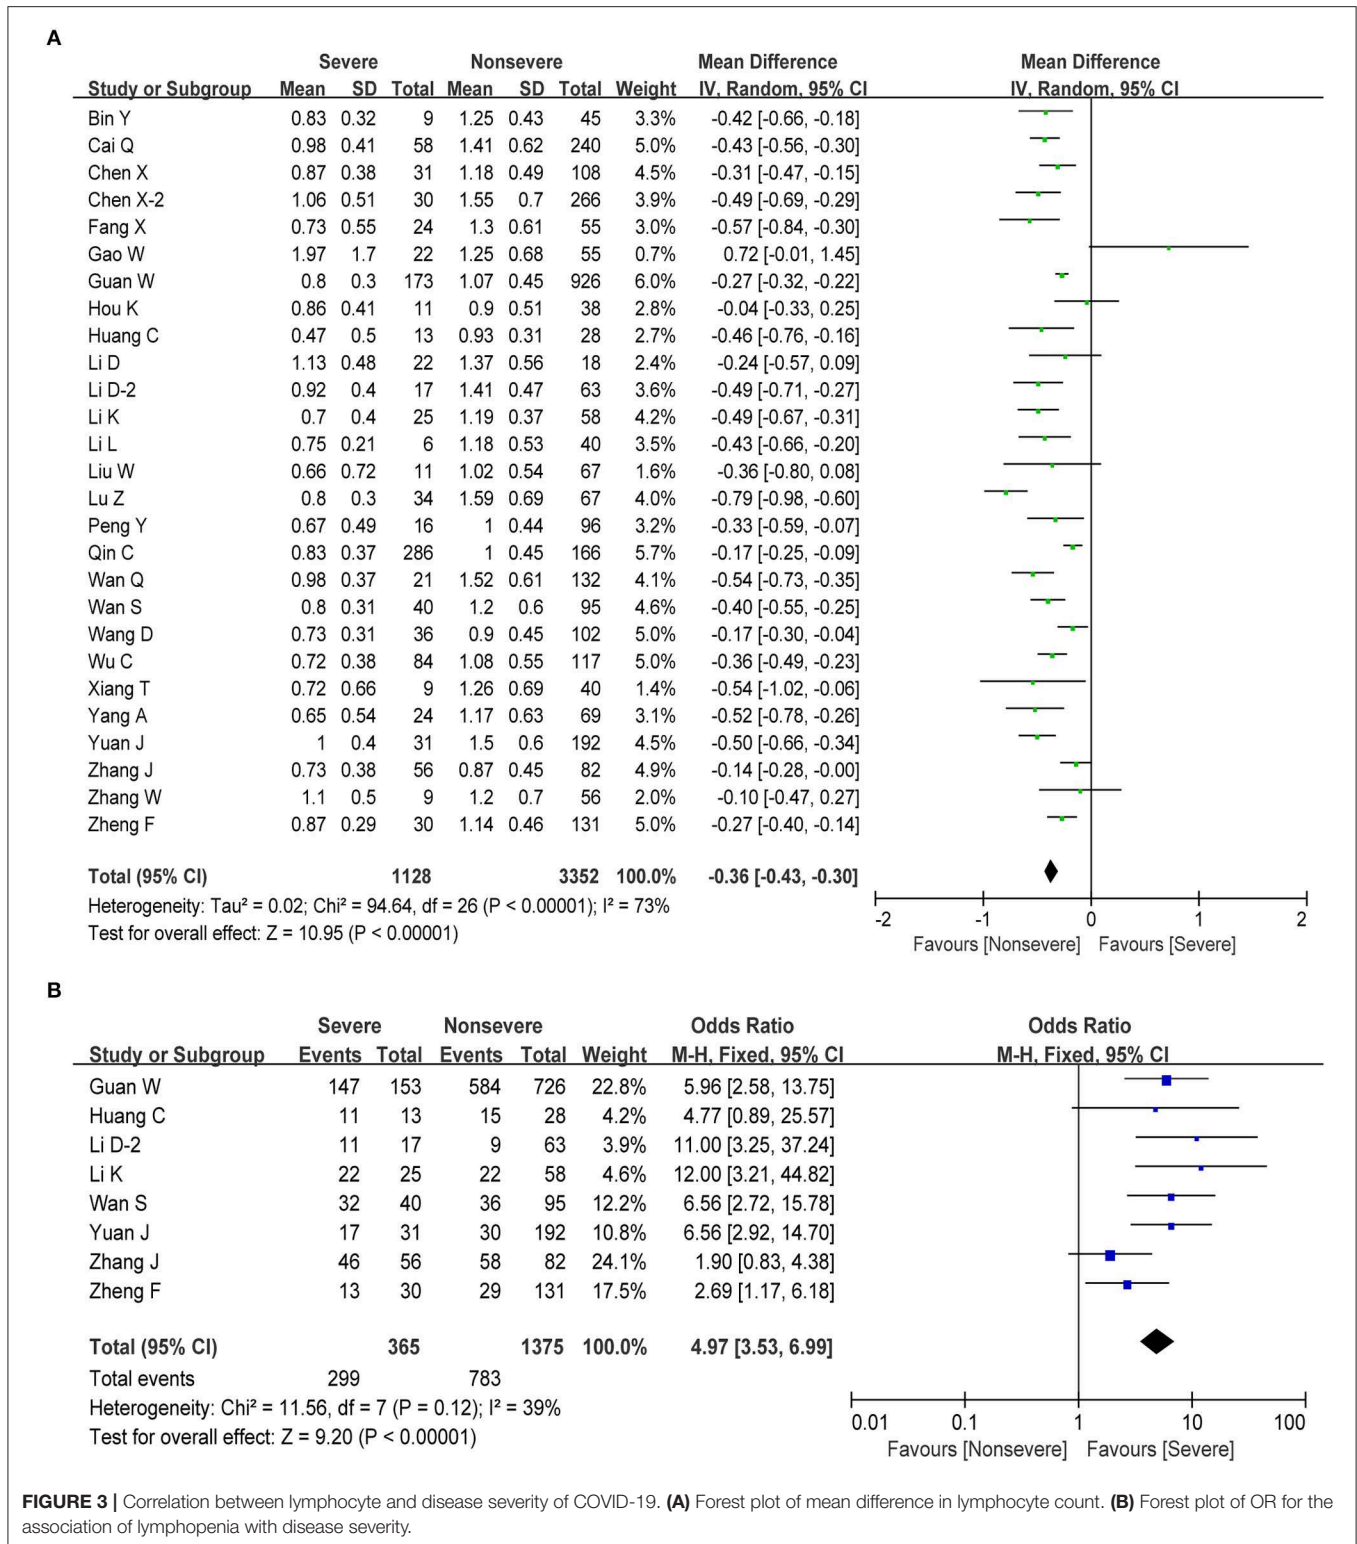 A
Severe Nonsevere Mean Difference Mean Difference
Study or Subgroup Mean SD Total Mean SD Total Weight IV, Random, 95% CI IV, Random, 95% CI
Bin Y 0.83 0.32 9 1.25 0.43 45 3.3% -0.42 [-0.66, -0.18]
Cai Q 0.98 0.41 58 1.41 0.62 240 5.0% -0.43 [-0.56, -0.30]
Chen X 0.87 0.38 31 1.18 0.49 108 4.5% -0.31 [-0.47, -0.15]
Chen X-2 1.06 0.51 30 1.55 0.7 266 3.9% -0.49 [-0.69, -0.29]
Fang X 0.73 0.55 24 1.3 0.61 55 3.0% -0.57 [-0.84, -0.30]
Gao W 1.97 1.7 22 1.25 0.68 55 0.7% 0.72 [-0.01, 1.45]
Guan W 0.8 0.3 173 1.07 0.45 926 6.0% -0.27 [-0.32, -0.22]
Hou K 0.86 0.41 11 0.9 0.51 38 2.8% -0.04 [-0.33, 0.25]
Huang C 0.47 0.5 13 0.93 0.31 28 2.7% -0.46 [-0.76, -0.16]
Li D 1.13 0.48 22 1.37 0.56 18 2.4% -0.24 [-0.57, 0.09]
Li D-2 0.92 0.4 17 1.41 0.47 63 3.6% -0.49 [-0.71, -0.27]
Li K 0.7 0.4 25 1.19 0.37 58 4.2% -0.49 [-0.67, -0.31]
Li L 0.75 0.21 6 1.18 0.53 40 3.5% -0.43 [-0.66, -0.20]
Liu W 0.66 0.72 11 1.02 0.54 67 1.6% -0.36 [-0.80, 0.08]
Lu Z 0.8 0.3 34 1.59 0.69 67 4.0% -0.79 [-0.98, -0.60]
Peng Y 0.67 0.49 16 1 0.44 96 3.2% -0.33 [-0.59, -0.07]
Qin C 0.83 0.37 286 1 0.45 166 5.7% -0.17 [-0.25, -0.09]
Wan Q 0.98 0.37 21 1.52 0.61 132 4.1% -0.54 [-0.73, -0.35]
Wan S 0.8 0.31 40 1.2 0.6 95 4.6% -0.40 [-0.55, -0.25]
Wang D 0.73 0.31 36 0.9 0.45 102 5.0% -0.17 [-0.30, -0.04]
Wu C 0.72 0.38 84 1.08 0.55 117 5.0% -0.36 [-0.49, -0.23]
Xiang T 0.72 0.66 9 1.26 0.69 40 1.4% -0.54 [-1.02, -0.06]
Yang A 0.65 0.54 24 1.17 0.63 69 3.1% -0.52 [-0.78, -0.26]
Yuan J 1 0.4 31 1.5 0.6 192 4.5% -0.50 [-0.66, -0.34]
Zhang J 0.73 0.38 56 0.87 0.45 82 4.9% -0.14 [-0.28, -0.00]
Zhang W 1.1 0.5 9 1.2 0.7 56 2.0% -0.10 [-0.47, 0.27]
Zheng F 0.87 0.29 30 1.14 0.46 131 5.0% -0.27 [-0.40, -0.14]
Total (95% CI) 1128 3352 100.0% -0.36 [-0.43, -0.30]
Heterogeneity: Tau² = 0.02; Chi² = 94.64, df = 26 (P < 0.00001); I² = 73%
Test for overall effect: Z = 10.95 (P < 0.00001)
-2 -1 0 1 2
Favours [Nonsevere] Favours [Severe]
B
Severe Nonsevere Odds Ratio Odds Ratio
Study or Subgroup Events Total Events Total Weight M-H, Fixed, 95% CI M-H, Fixed, 95% CI
Guan W 147 153 584 726 22.8% 5.96 [2.58, 13.75]
Huang C 11 13 15 28 4.2% 4.77 [0.89, 25.57]
Li D-2 11 17 9 63 3.9% 11.00 [3.25, 37.24]
Li K 22 25 22 58 4.6% 12.00 [3.21, 44.82]
Wan S 32 40 36 95 12.2% 6.56 [2.72, 15.78]
Yuan J 17 31 30 192 10.8% 6.56 [2.92, 14.70]
Zhang J 46 56 58 82 24.1% 1.90 [0.83, 4.38]
Zheng F 13 30 29 131 17.5% 2.69 [1.17, 6.18]
Total (95% CI) 365 1375 100.0% 4.97 [3.53, 6.99]
Total events 299 783
Heterogeneity: Chi² = 11.56, df = 7 (P = 0.12); I² = 39%
Test for overall effect: Z = 9.20 (P < 0.00001)
0.01 0.1 1 10 100
Favours [Nonsevere] Favours [Severe]
FIGURE 3 | Correlation between lymphocyte and disease severity of COVID-19. (A) Forest plot of mean difference in lymphocyte count. (B) Forest plot of OR for the
association of lymphopenia with disease severity.